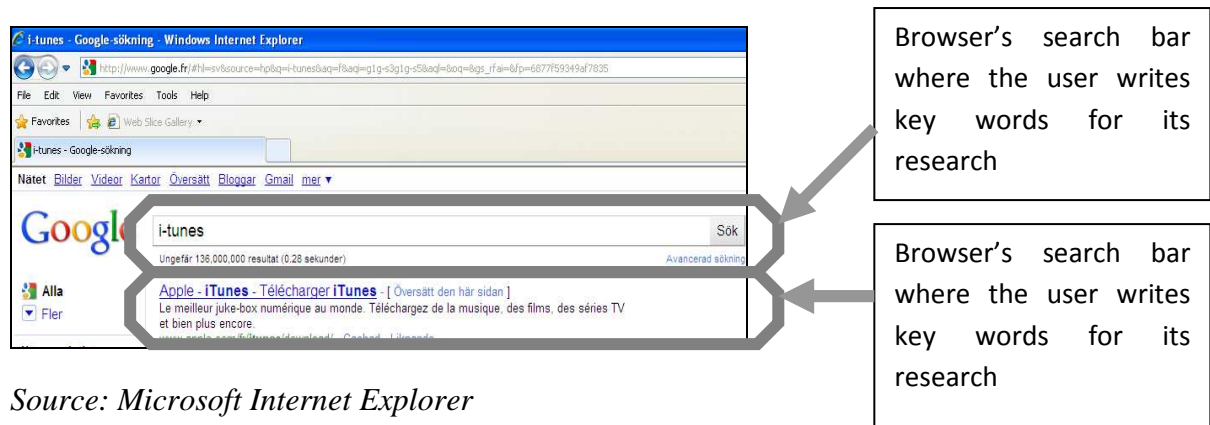 i-tunes - Google-sökning - Windows Internet Explorer
http://www.google.fr/#hl=sv&source=hp&q=i-tunes&aq=f&aqi=g1g-s3g1g-s5&aql=&oq=&gs_rfai=&fp=6877f59349af7835
File Edit View Favorites Tools Help
Favorites Web Slice Gallery
i-tunes - Google-sökning
Nätet Bilder Videor Kartor Översätt Bloggar Gmail mer ▼
Google
i-tunes Sök
Ungefär 136,000,000 resultat (0.28 sekunder) Avancerad sökning
Alla
Fler
Apple - iTunes - Télécharger iTunes - [ Översätt den här sidan ]
Le meilleur juke-box numérique au monde. Téléchargez de la musique, des films, des séries TV
et bien plus encore.
Browser's search bar
where the user writes
key words for its
research
Browser's search bar
where the user writes
key words for its
research
Source: Microsoft Internet Explorer